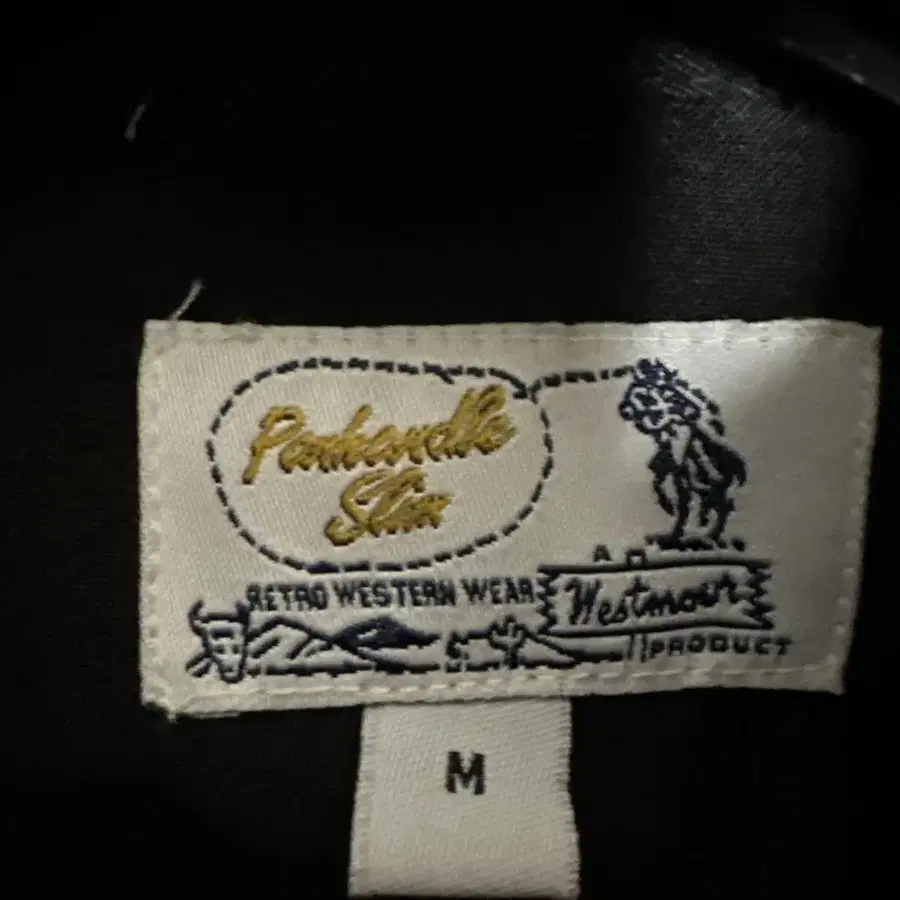 Panhandle
Slim
A
RETRO WESTERN WEAR
Westmoor
PRODUCT
M